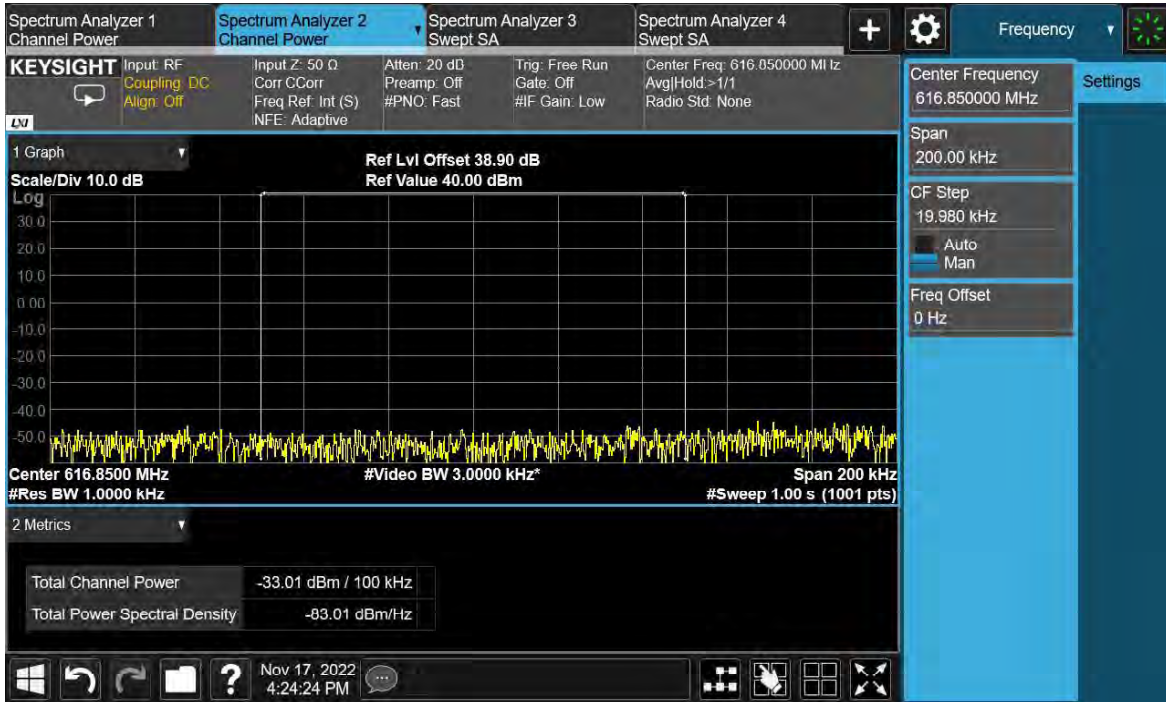 Spectrum Analyzer 1
Channel Power
Spectrum Analyzer 2
Channel Power
Spectrum Analyzer 3
Swept SA
Spectrum Analyzer 4
Swept SA
+
Frequency
KEYSIGHT
LXI
Input: RF
Coupling: DC
Align: Off
Input Z: 50 Ω
Corr CCorr
Freq Ref: Int (S)
NFE: Adaptive
Atten: 20 dB
Preamp: Off
#PNO: Fast
Trig: Free Run
Gate: Off
#IF Gain: Low
Center Freq: 616.850000 MHz
Avg|Hold:>1/1
Radio Std: None
Center Frequency
616.850000 MHz
Settings
Span
200.00 kHz
CF Step
19.980 kHz
Auto
Man
Freq Offset
0 Hz
1 Graph
Scale/Div 10.0 dB
Ref Lvl Offset 38.90 dB
Ref Value 40.00 dBm
Log
30.0
20.0
10.0
0.00
-10.0
-20.0
-30.0
-40.0
-50.0
Center 616.8500 MHz
#Video BW 3.0000 kHz*
Span 200 kHz
#Res BW 1.0000 kHz
#Sweep 1.00 s (1001 pts)
2 Metrics
Total Channel Power -33.01 dBm / 100 kHz
Total Power Spectral Density -83.01 dBm/Hz
?
Nov 17, 2022
4:24:24 PM